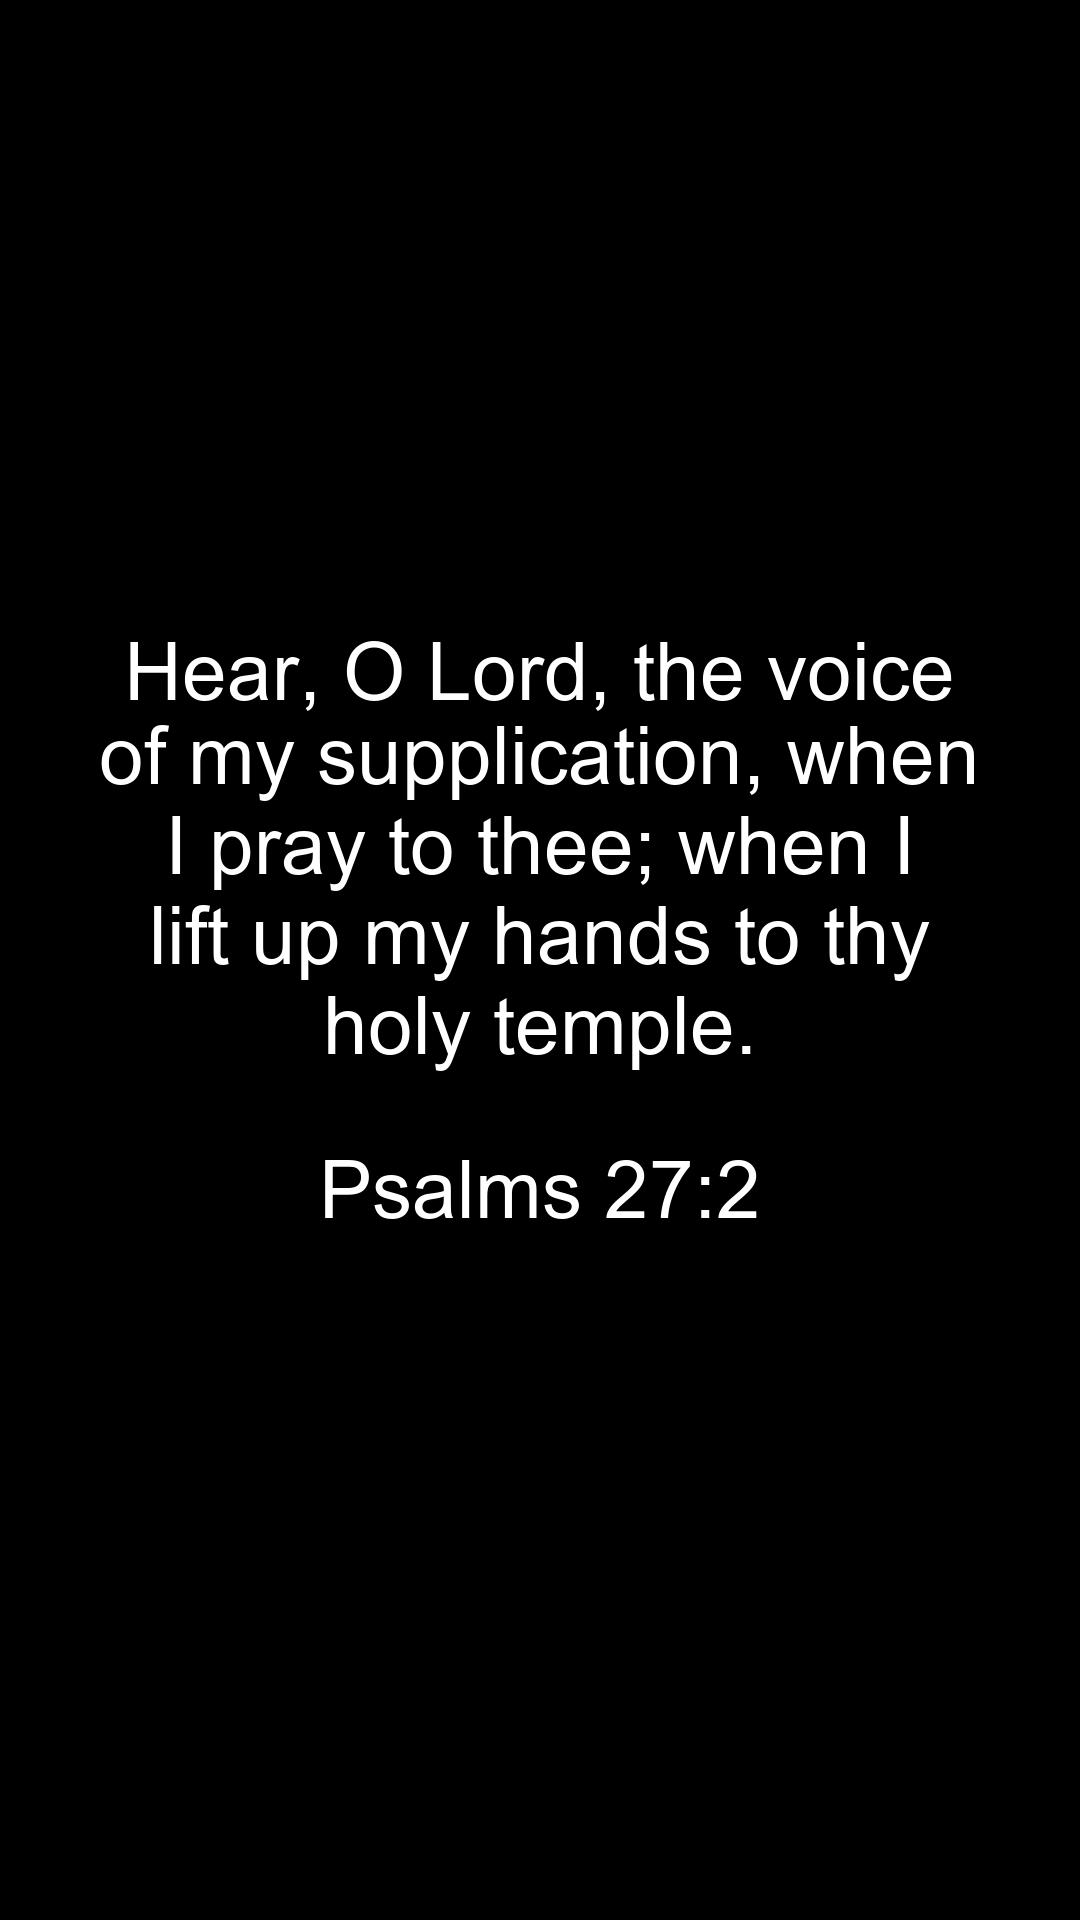 Hear, O Lord, the voice
of my supplication, when
I pray to thee; when I
lift up my hands to thy
holy temple.
Psalms 27:2